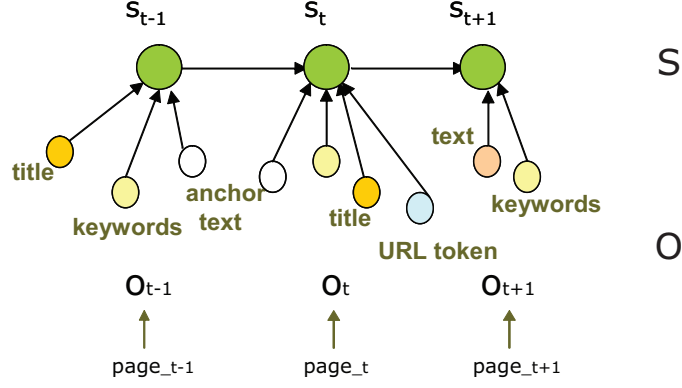 St-1 St St+1
S
text
title
anchor
text
keywords
title
keywords
URL token
O
Ot-1 Ot Ot+1
page_t-1 page_t page_t+1